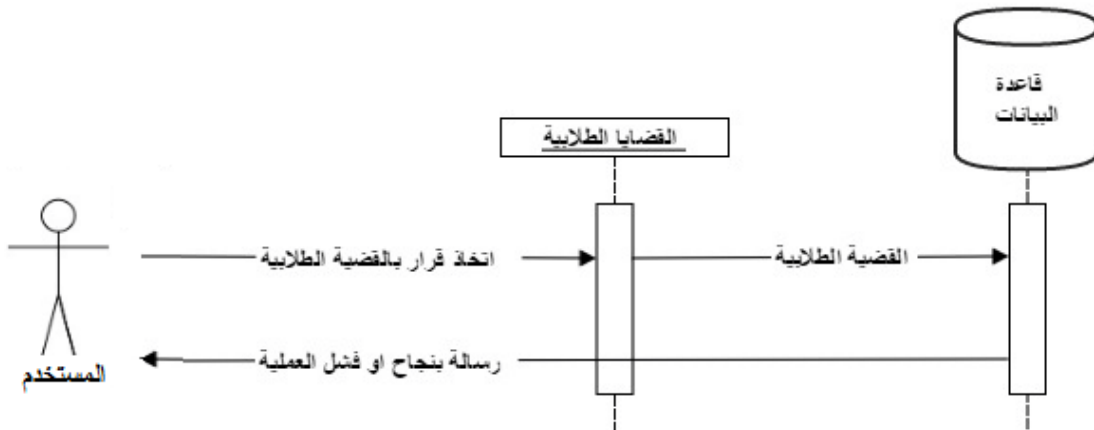 قاعدة
البيانات
القضايا الطلابية
اتخاذ قرار بالقضية الطلابية
القضية الطلابية
رسالة بنجاح او فشل العملية
المستخدم